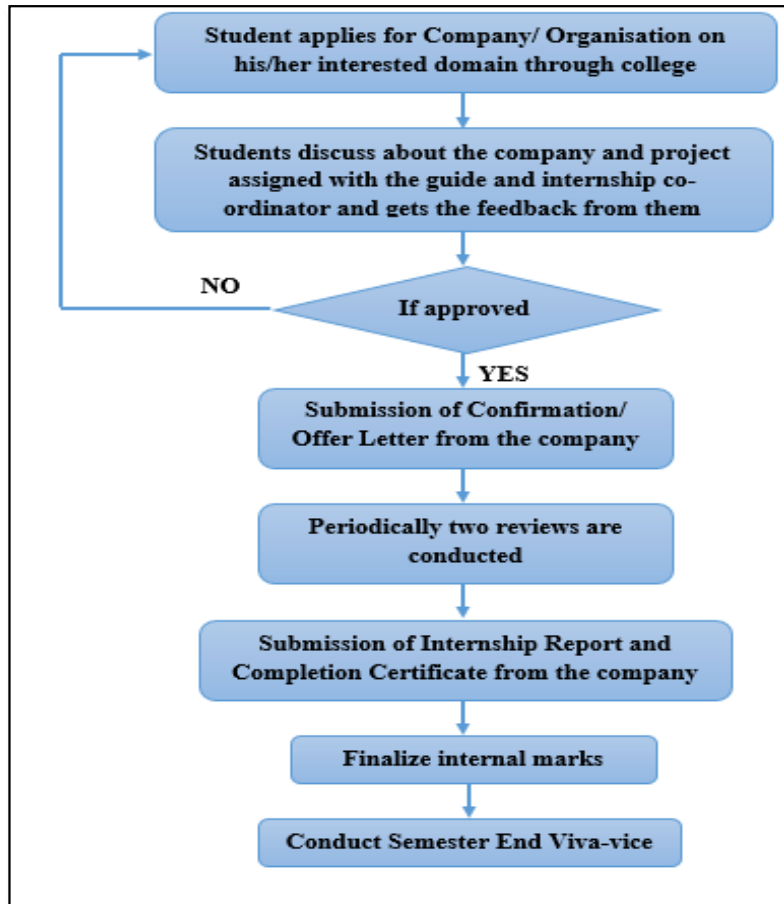 Student applies for Company/ Organisation on
his/her interested domain through college
Students discuss about the company and project
assigned with the guide and internship co-
ordinator and gets the feedback from them
NO
If approved
YES
Submission of Confirmation/
Offer Letter from the company
Periodically two reviews are
conducted
Submission of Internship Report and
Completion Certificate from the company
Finalize internal marks
Conduct Semester End Viva-vice